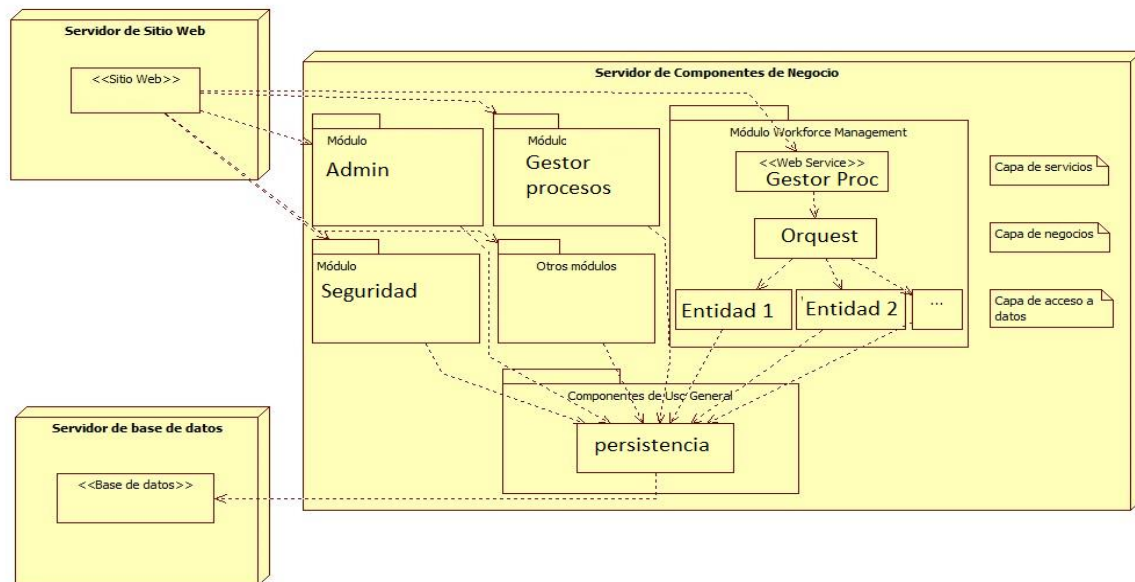 Servidor de Sitio Web
<<Sitio Web>>
Servidor de Componentes de Negocio
Módulo
Admin
Módulc
Gestor
procesos
Módulo Workforce Management
<<Web Service>>
Gestor Proc
Orquest
Entidad 1
Entidad 2
...
Capa de servicios
Capa de negocios
Capa de acceso a
datos
Módulo
Seguridad
Otros módulos
Componentes de Uso General
persistencia
Servidor de base de datos
<<Base de datos>>